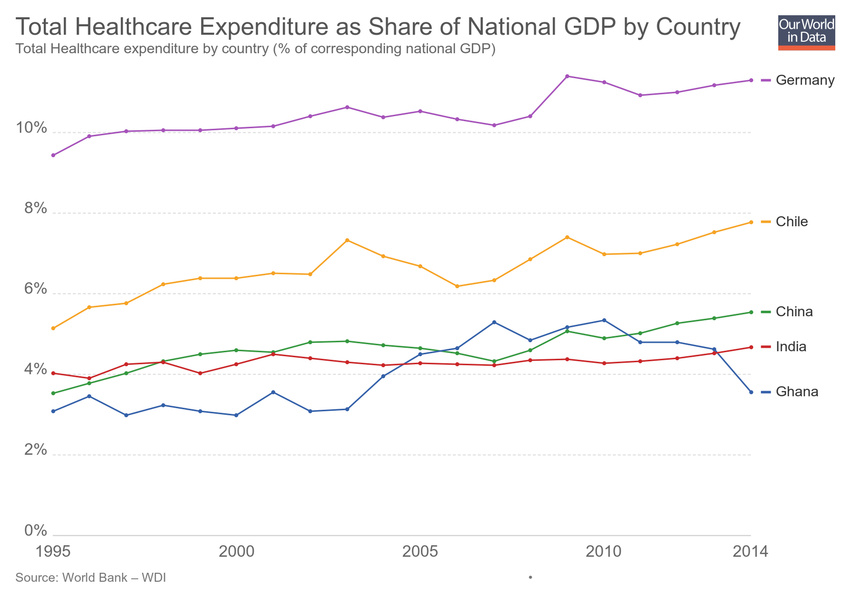 Total Healthcare Expenditure as Share of National GDP by Country
Total Healthcare expenditure by country (% of corresponding national GDP)
Our World
in Data
Germany
10%
8%
Chile
6%
China
India
4%
Ghana
2%
0%
1995 2000 2005 2010 2014
Source: World Bank – WDI